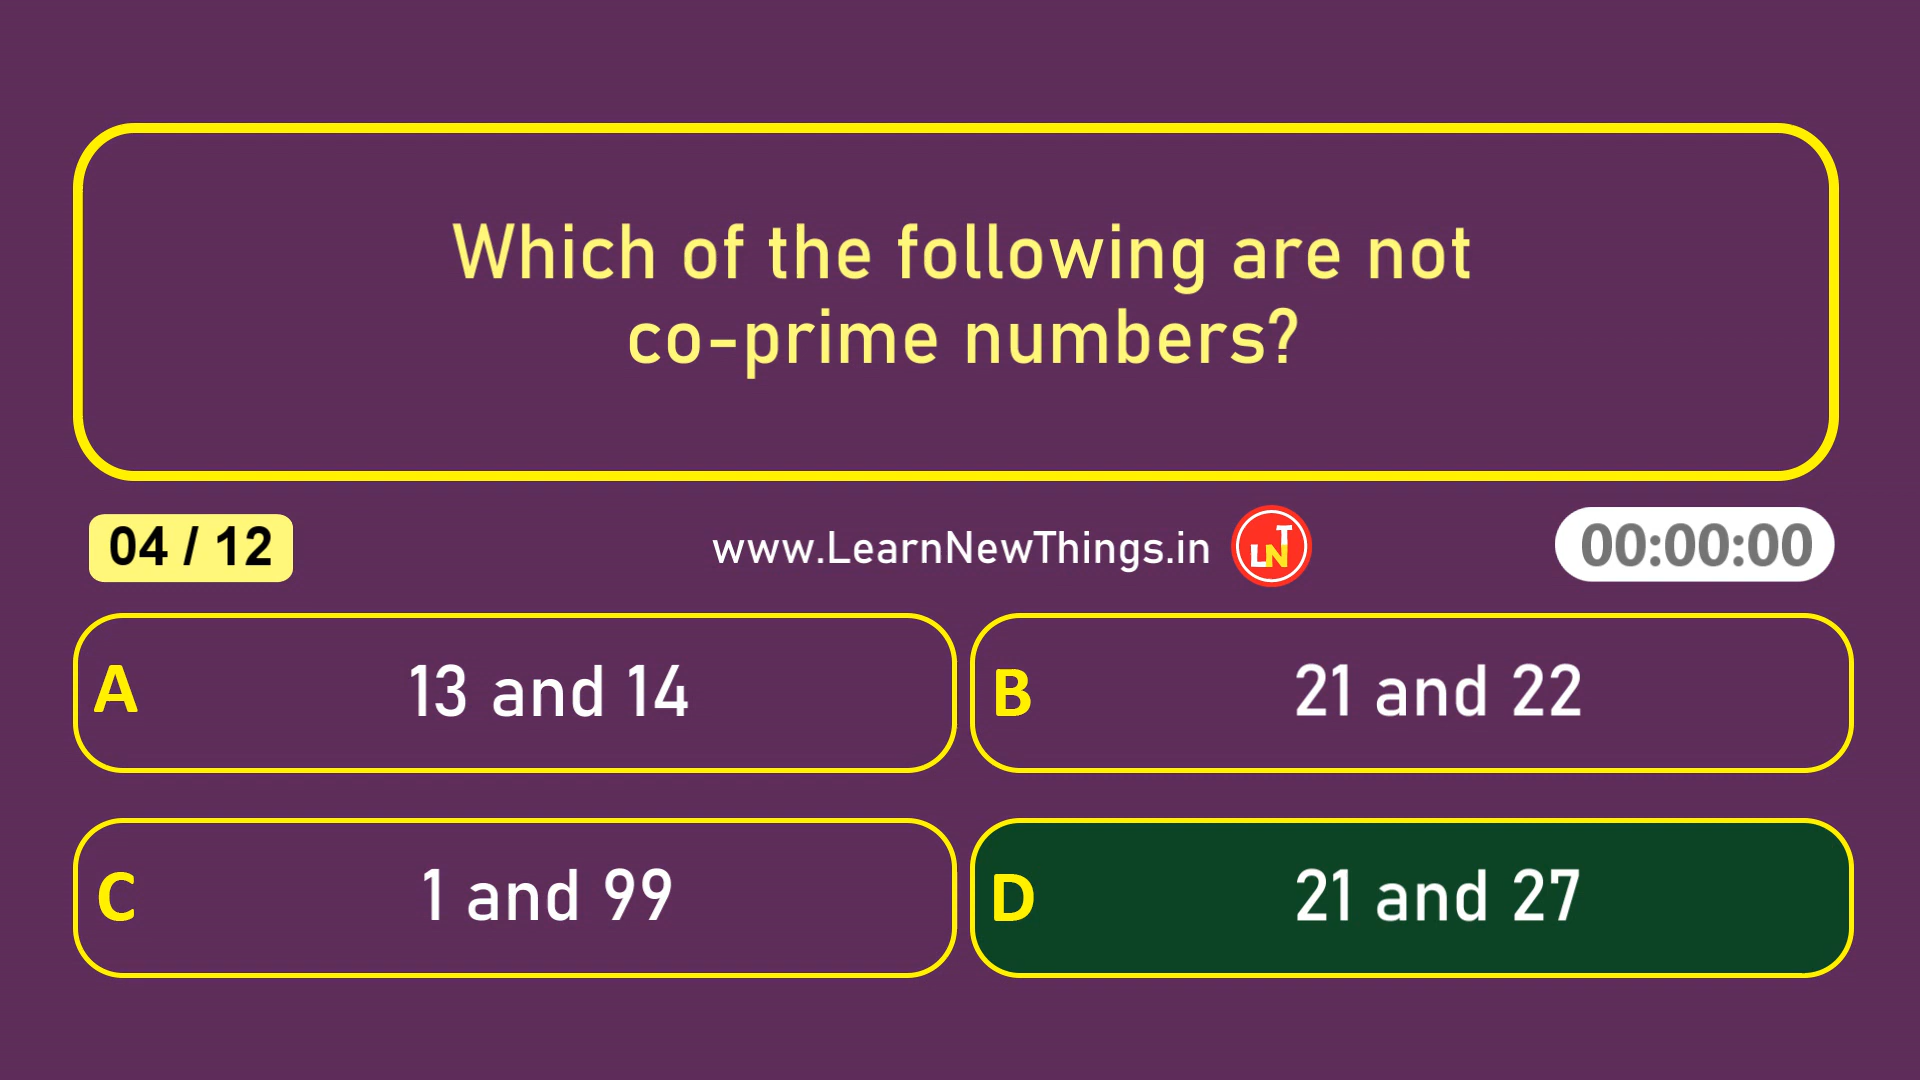 Which of the following are not
co-prime numbers?
04 / 12
www.LearnNewThings.in
LNT
00:00:00
A 13 and 14
B 21 and 22
C 1 and 99
D 21 and 27